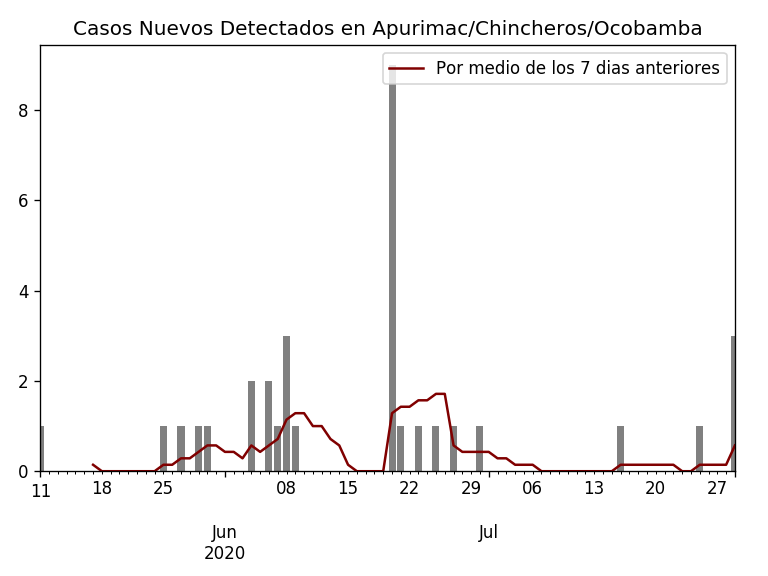 Casos Nuevos Detectados en Apurimac/Chincheros/Ocobamba
Por medio de los 7 dias anteriores
8
6
4
2
0
11 18 25 08 15 22 29 06 13 20 27
Jun Jul
2020